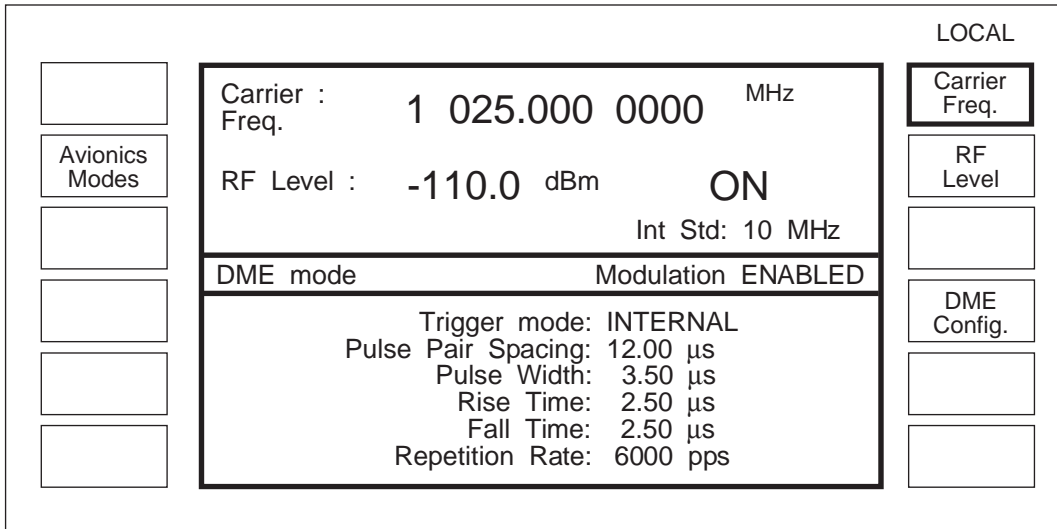 LOCAL
Avionics
Modes
Carrier :
Freq.
1 025.000 0000 MHz
RF Level : -110.0 dBm ON
Int Std: 10 MHz
DME mode Modulation ENABLED
Trigger mode: INTERNAL
Pulse Pair Spacing: 12.00 µs
Pulse Width: 3.50 µs
Rise Time: 2.50 µs
Fall Time: 2.50 µs
Repetition Rate: 6000 pps
Carrier
Freq.
RF
Level
DME
Config.